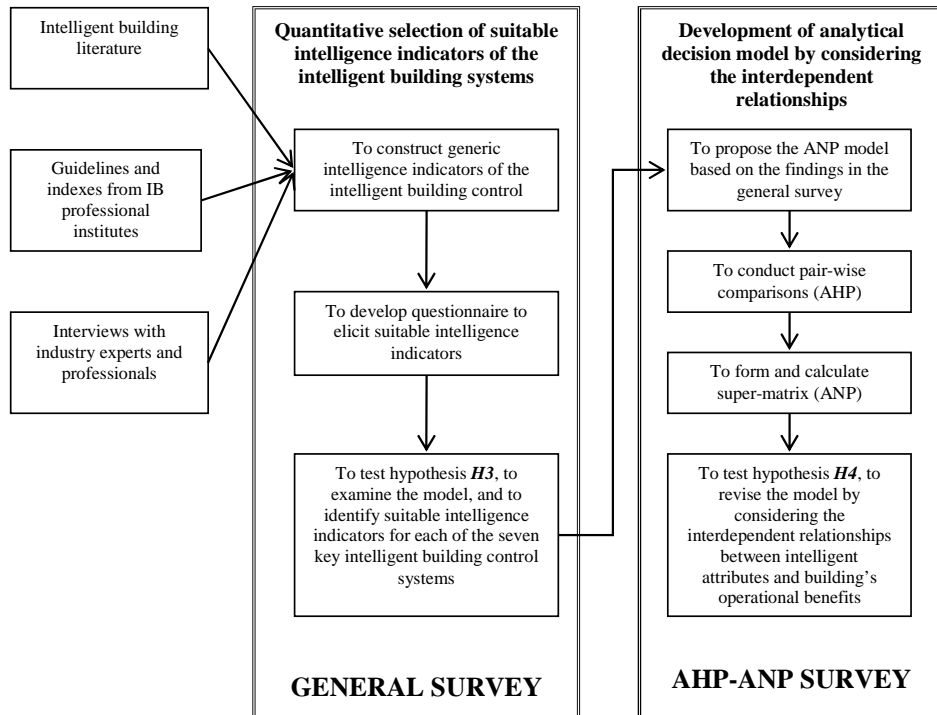 Intelligent building
literature
Guidelines and
indexes from IB
professional
institutes
Interviews with
industry experts and
professionals
Quantitative selection of suitable
intelligence indicators of the
intelligent building systems
To construct generic
intelligence indicators of the
intelligent building control
To develop questionnaire to
elicit suitable intelligence
indicators
To test hypothesis H3, to
examine the model, and to
identify suitable intelligence
indicators for each of the seven
key intelligent building control
systems
GENERAL SURVEY
Development of analytical
decision model by considering
the interdependent
relationships
To propose the ANP model
based on the findings in the
general survey
To conduct pair-wise
comparisons (AHP)
To form and calculate
super-matrix (ANP)
To test hypothesis H4, to
revise the model by
considering the
interdependent relationships
between intelligent
attributes and building’s
operational benefits
AHP-ANP SURVEY